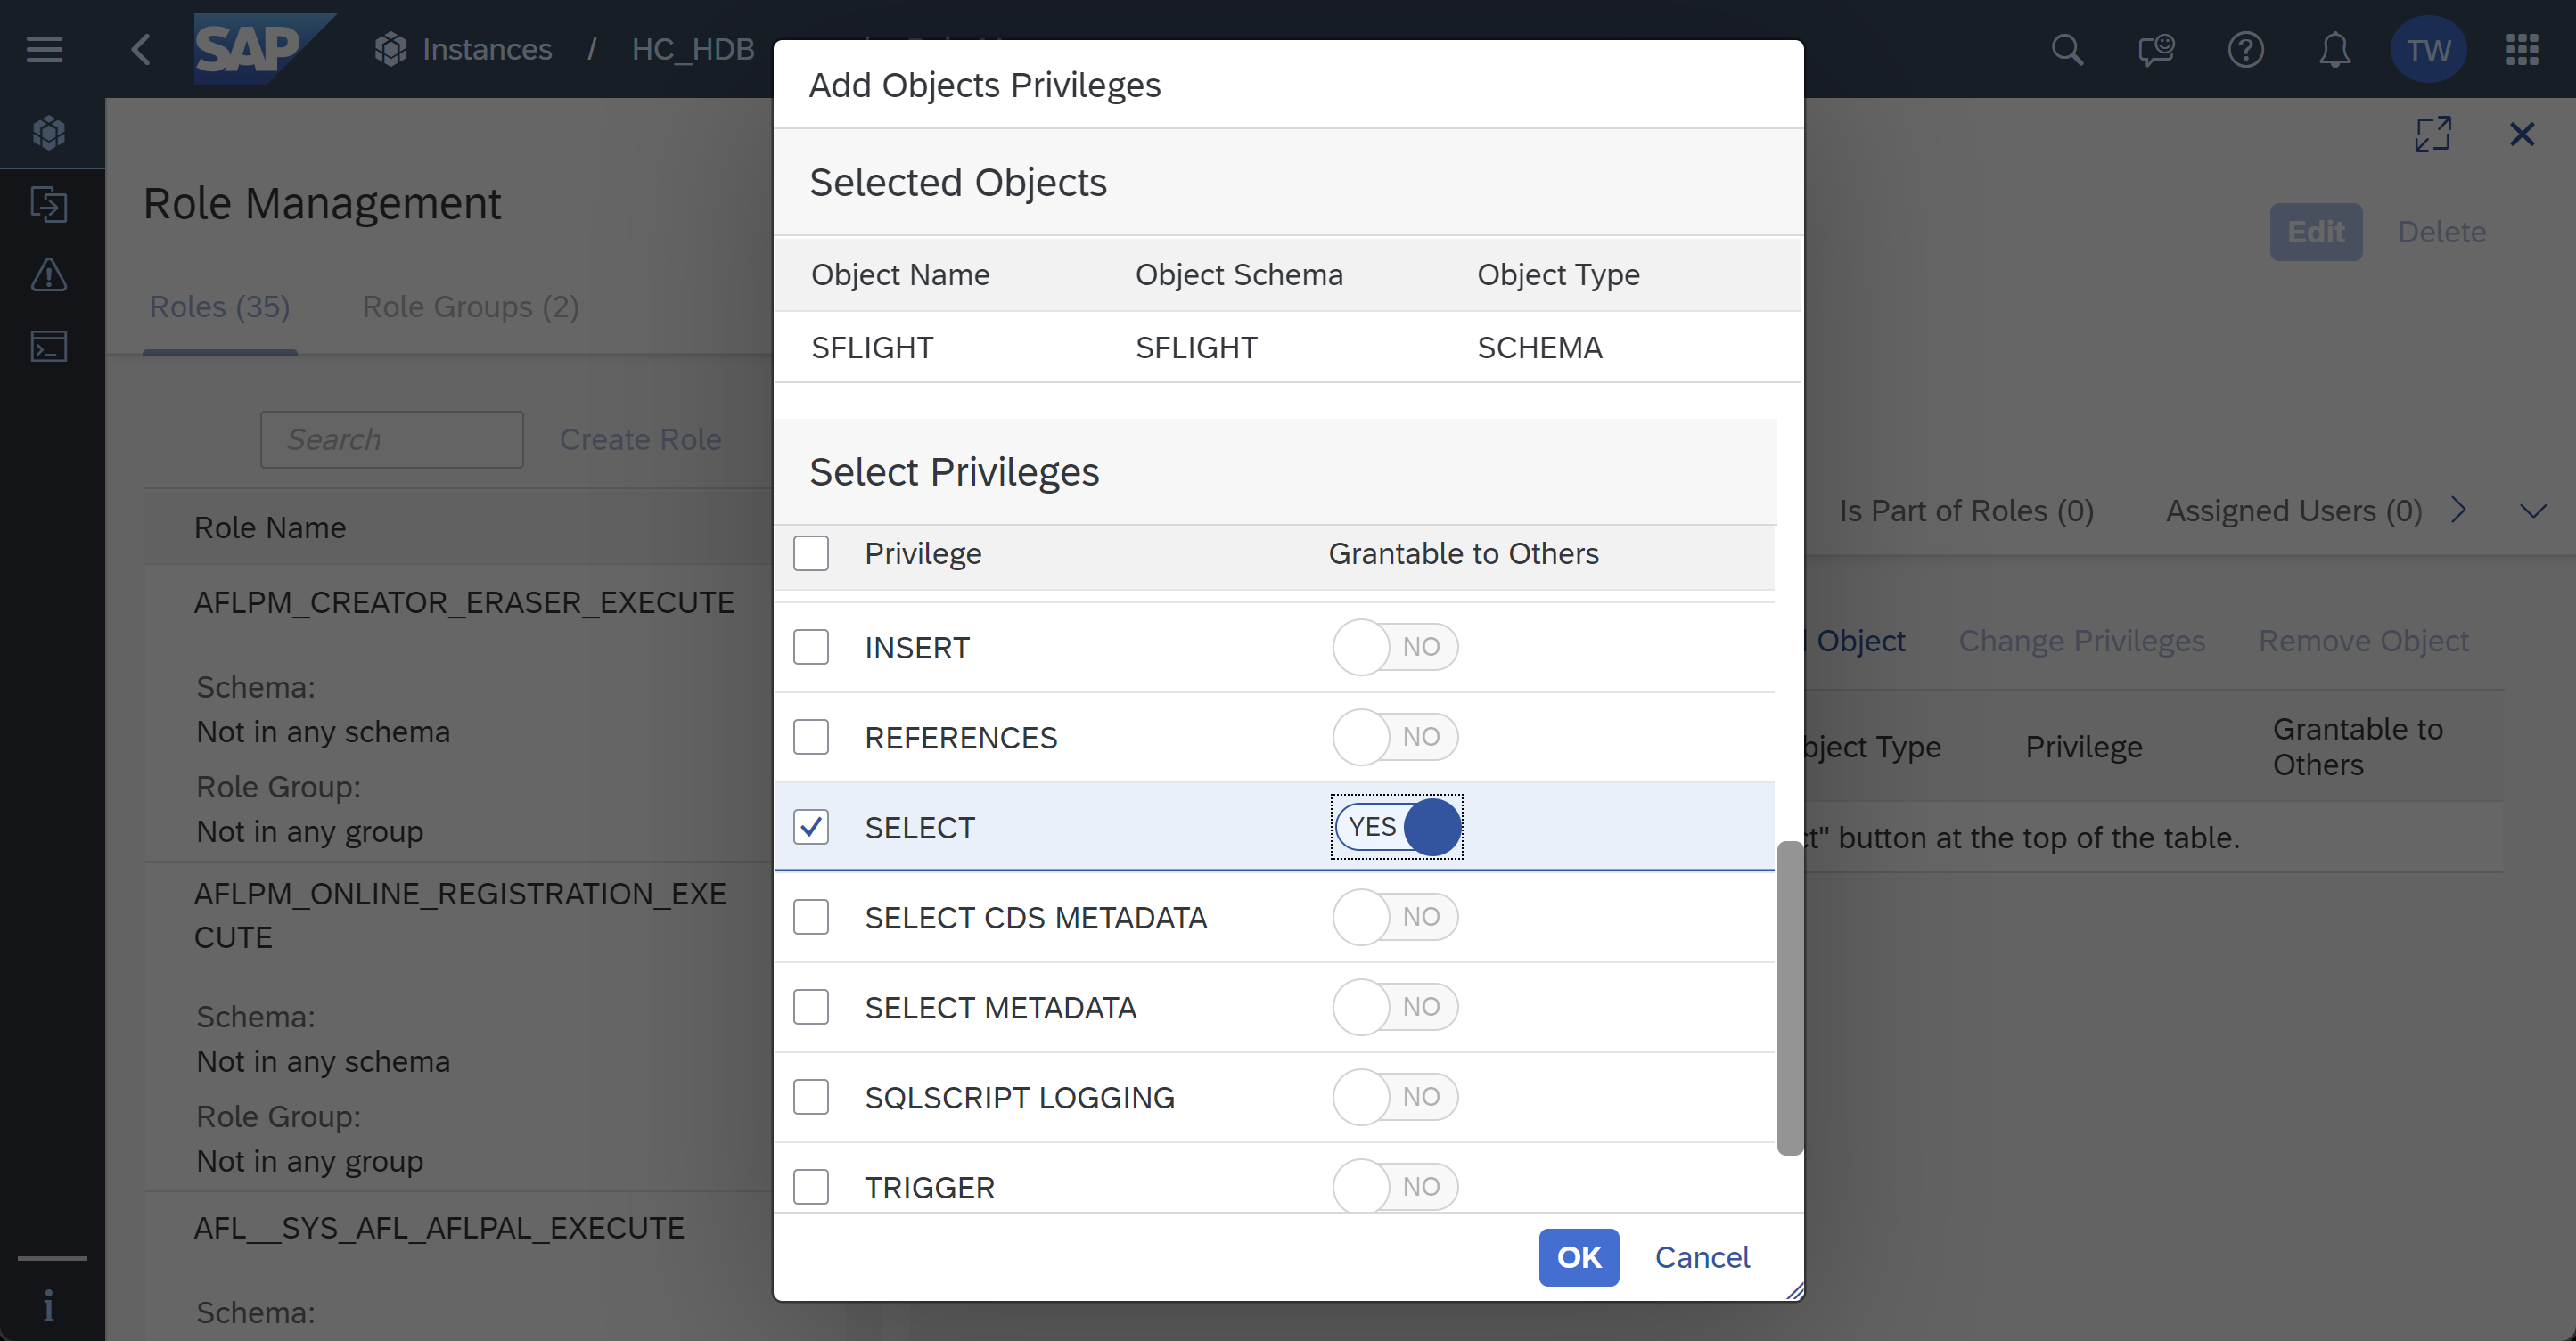 SAP
Instances / HC_HDB
TW
Role Management
Roles (35) Role Groups (2)
Search
Create Role
Role Name
AFLPM_CREATOR_ERASER_EXECUTE
Schema:
Not in any schema
Role Group:
Not in any group
AFLPM_ONLINE_REGISTRATION_EXE
CUTE
Schema:
Not in any schema
Role Group:
Not in any group
AFL__SYS_AFL_AFLPAL_EXECUTE
Schema:
Add Objects Privileges
Selected Objects
Object Name Object Schema Object Type
SFLIGHT SFLIGHT SCHEMA
Select Privileges
Privilege Grantable to Others
INSERT NO
REFERENCES NO
SELECT YES
SELECT CDS METADATA NO
SELECT METADATA NO
SQLSCRIPT LOGGING NO
TRIGGER NO
OK Cancel
Edit Delete
Is Part of Roles (0) Assigned Users (0)
Object Change Privileges Remove Object
Type Privilege Grantable to
Others
button at the top of the table.